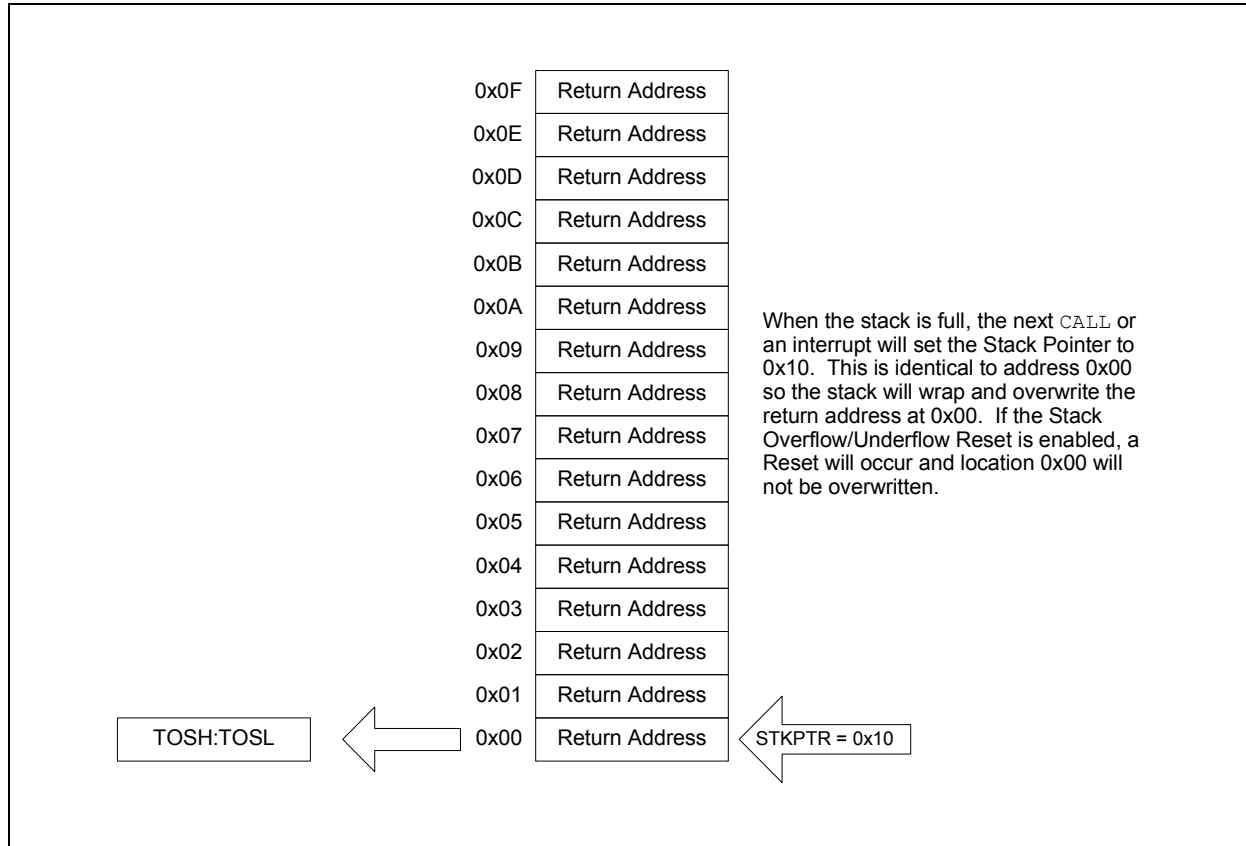 0x0F Return Address
0x0E Return Address
0x0D Return Address
0x0C Return Address
0x0B Return Address
0x0A Return Address
0x09 Return Address
0x08 Return Address
0x07 Return Address
0x06 Return Address
0x05 Return Address
0x04 Return Address
0x03 Return Address
0x02 Return Address
0x01 Return Address
TOSH:TOSL 0x00 Return Address STKPTR = 0x10
When the stack is full, the next CALL or
an interrupt will set the Stack Pointer to
0x10. This is identical to address 0x00
so the stack will wrap and overwrite the
return address at 0x00. If the Stack
Overflow/Underflow Reset is enabled, a
Reset will occur and location 0x00 will
not be overwritten.